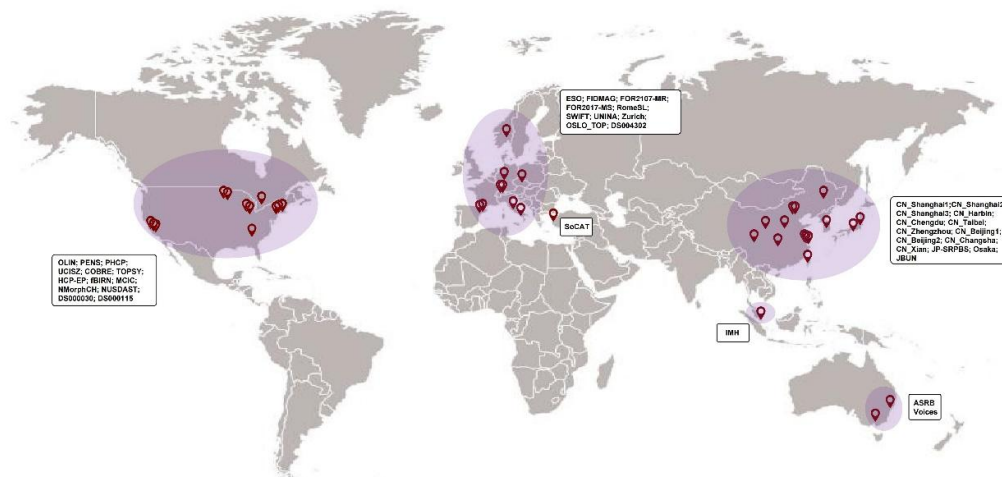 ESO; FIDMAG; FOR2107-MR;
FOR2017-MS; RomeSL;
SWIFT; UNINA; Zurich;
OSLO_TOP; DS004302
SoCAT
CN_Shanghai1;CN_Shanghai2
CN_Shanghai3; CN_Harbin;
CN_Chengdu; CN_Taibei;
CN_Zhengzhou; CN_Beijing1;
CN_Beijing2; CN_Changsha;
CN_Xian; JP-SRPBS; Osaka;
JBUN
OLIN; PENS; PHCP;
UCISZ; COBRE; TOPSY;
HCP-EP; fBIRN; MCIC;
NMorphCH; NUSDAST;
DS000030; DS000115
IMH
ASRB
Voices